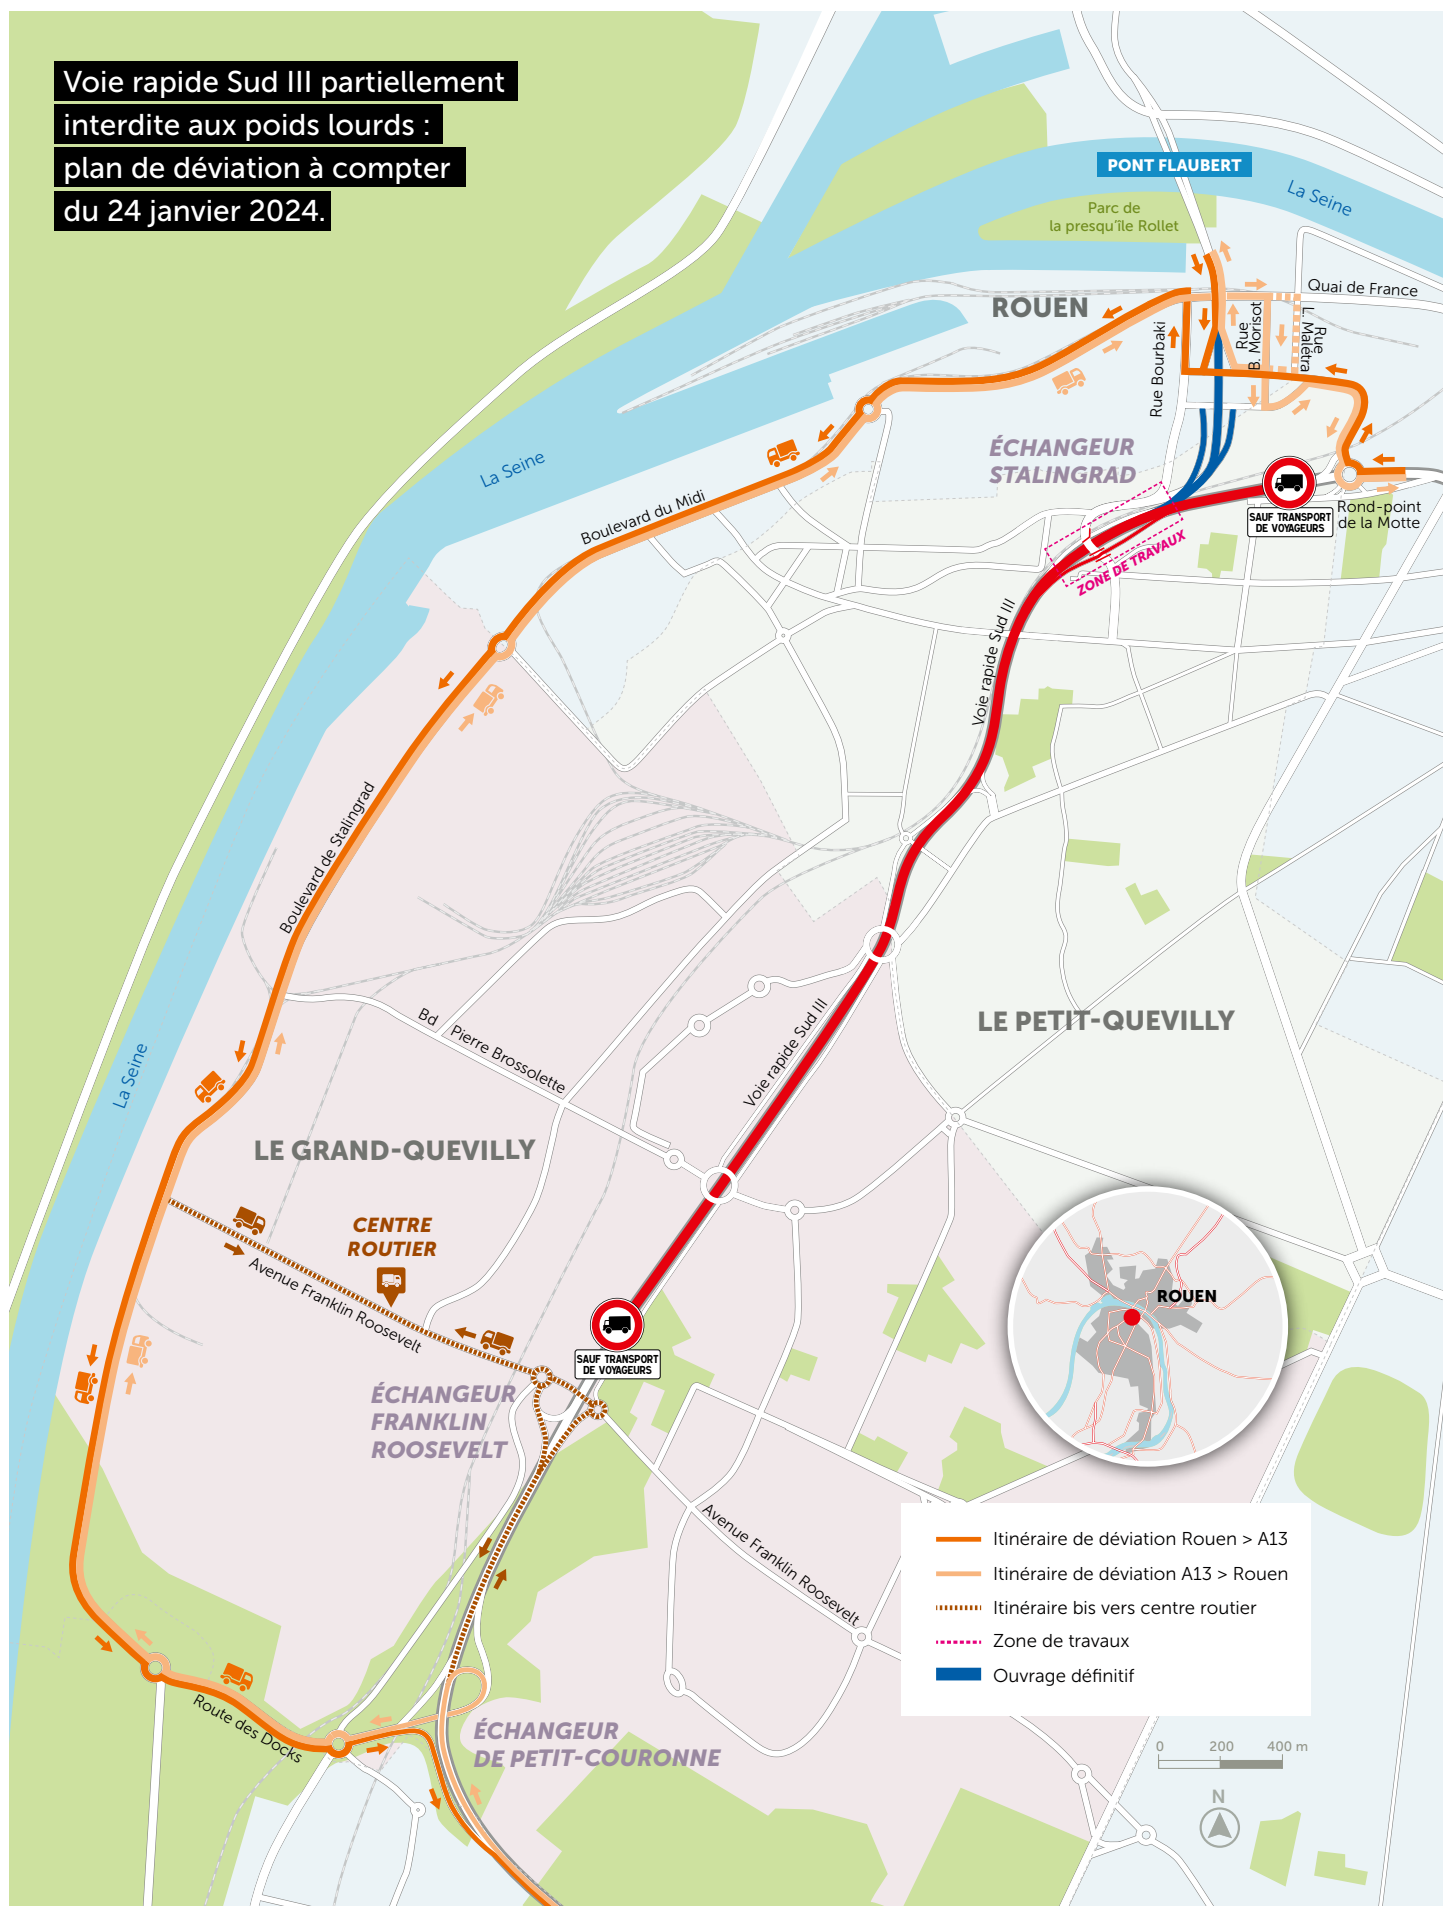 Voie rapide Sud III partiellement
interdite aux poids lourds :
plan de déviation à compter
du 24 janvier 2024.
PONT FLAUBERT
La Seine
Parc de
la presqu'île Rollet
Quai de France
ROUEN
Rue Bourbaki
Rue
B. Morisot
Rue
L. Malétra
ÉCHANGEUR
STALINGRAD
La Seine
Boulevard du Midi
SAUF TRANSPORT
DE VOYAGEURS
Rond-point
de la Motte
ZONE DE TRAVAUX
Voie rapide Sud III
Boulevard de Stalingrad
La Seine
Bd Pierre Brossolette
Voie rapide Sud III
LE PETIT-QUEVILLY
LE GRAND-QUEVILLY
CENTRE
ROUTIER
Avenue Franklin Roosevelt
ROUEN
SAUF TRANSPORT
DE VOYAGEURS
ÉCHANGEUR
FRANKLIN
ROOSEVELT
Avenue Franklin Roosevelt
Itinéraire de déviation Rouen > A13
Itinéraire de déviation A13 > Rouen
Itinéraire bis vers centre routier
Zone de travaux
Ouvrage définitif
Route des Docks
ÉCHANGEUR
DE PETIT-COURONNE
0 200 400 m
N